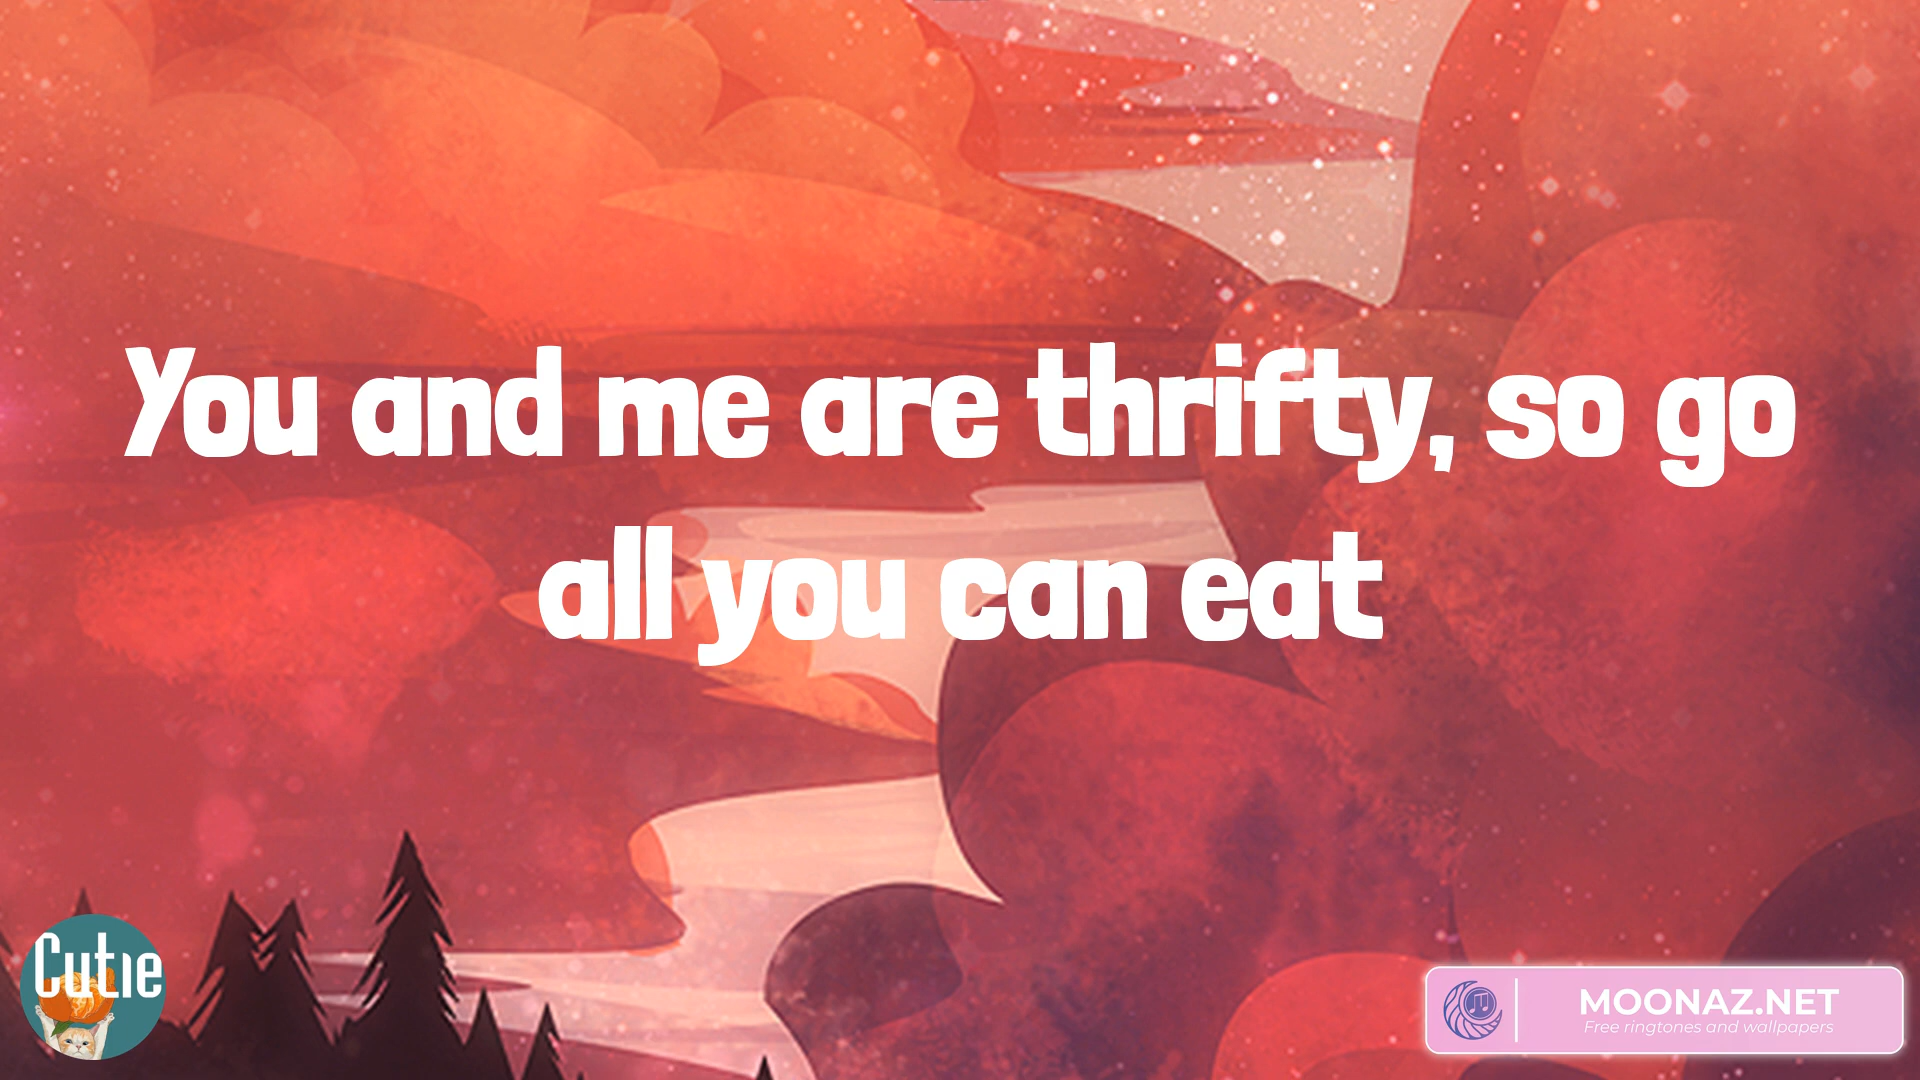 You and me are thrifty, so go
all you can eat
Cutie
MOONAZ.NET
Free ringtones and wallpapers